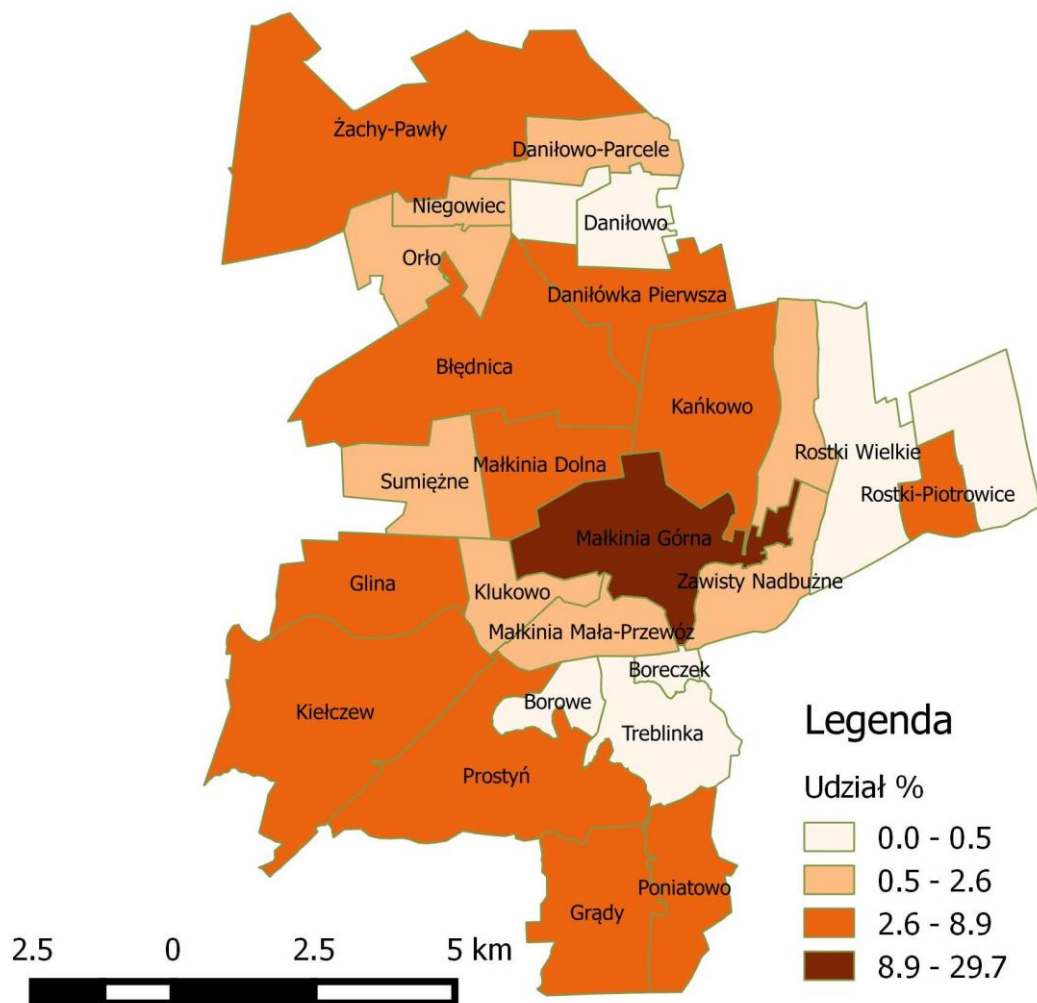 Żachy-Pawły
Daniłowo-Parcele
Niegowiec
Daniłowo
Orło
Daniłówka Pierwsza
Błędnica
Kańkowo
Rostki Wielkie
Małkinia Dolna
Sumiężne
Rostki-Piotrowice
Małkinia Górna
Zawisty Nadbużne
Glina
Klukowo
Małkinia Mała-Przewóz
Boreczek
Borowe
Kiełczew
Treblinka
Prostyń
Poniatowo
Grądy
Legenda
Udział %
0.0 - 0.5
0.5 - 2.6
2.6 - 8.9
8.9 - 29.7
2.5 0 2.5 5 km